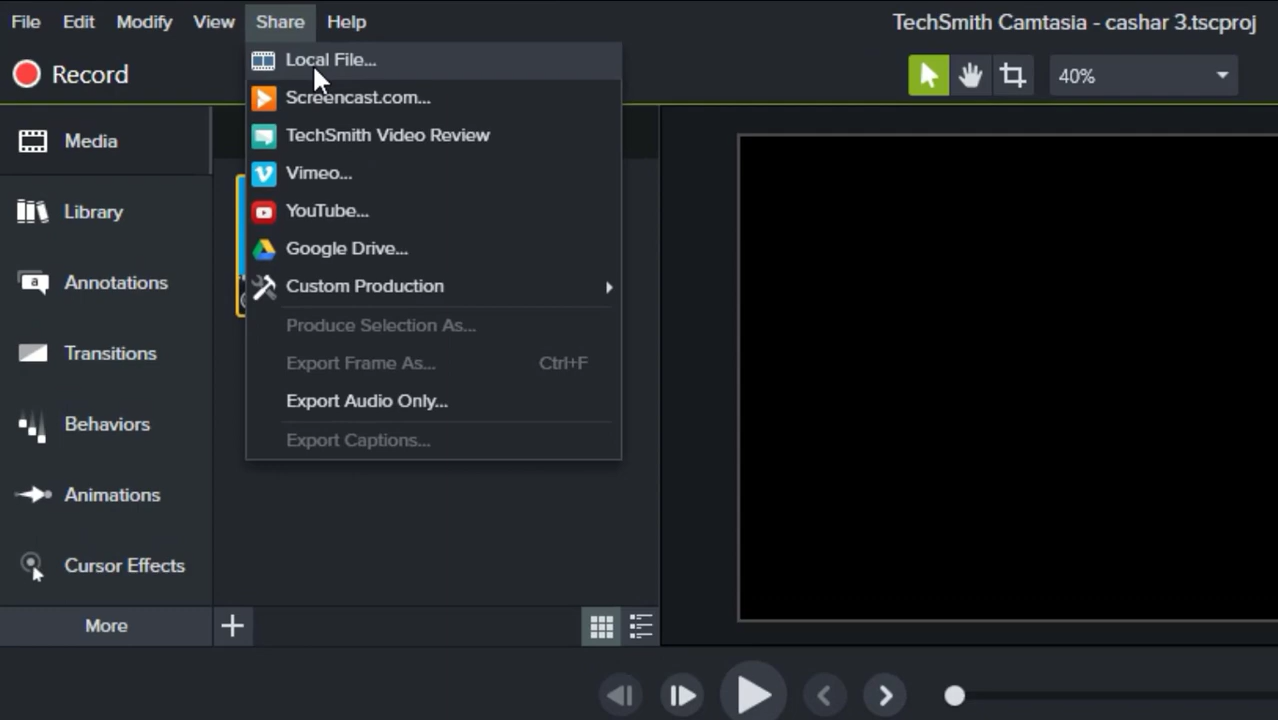 File Edit Modify View Share Help
TechSmith Camtasia - cashar 3.tscproj
Record
40%
Local File...
Screencast.com...
TechSmith Video Review
Vimeo...
YouTube...
Google Drive...
Custom Production
Produce Selection As...
Export Frame As... Ctrl+F
Export Audio Only...
Export Captions...
Media
Library
a
Annotations
Transitions
Behaviors
Animations
Cursor Effects
More